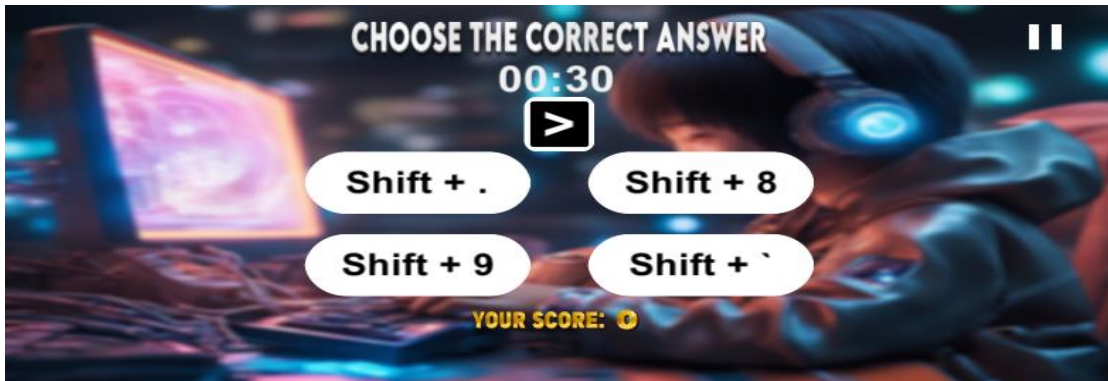 CHOOSE THE CORRECT ANSWER
00:30
>
Shift + . Shift + 8
Shift + 9 Shift + `
YOUR SCORE: 0